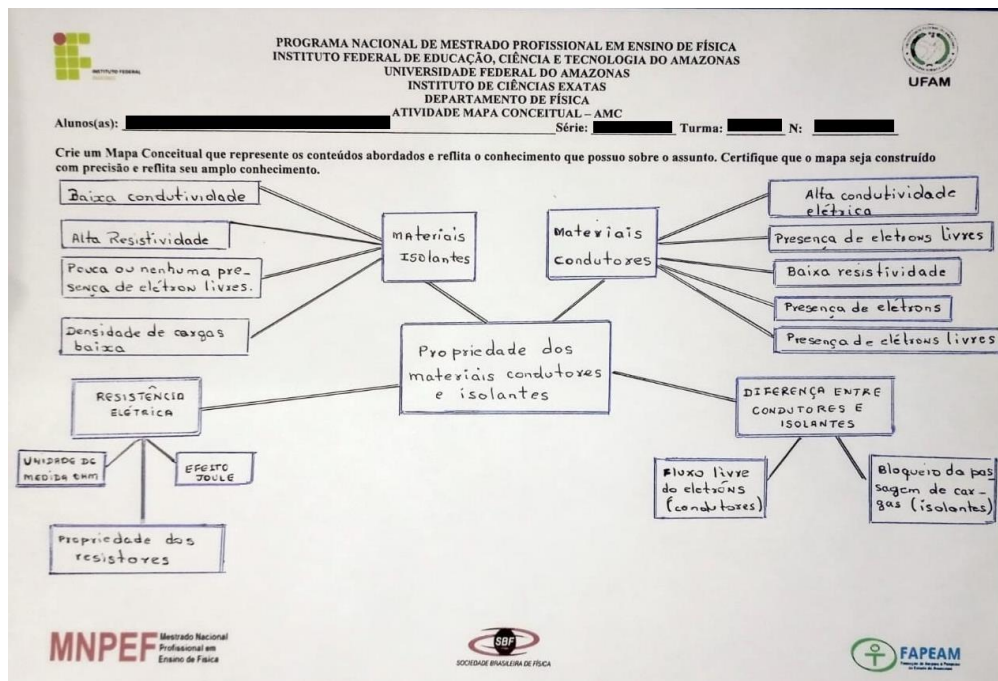 PROGRAMA NACIONAL DE MESTRADO PROFISSIONAL EM ENSINO DE FÍSICA
INSTITUTO FEDERAL DE EDUCAÇÃO, CIÊNCIA E TECNOLOGIA DO AMAZONAS
UNIVERSIDADE FEDERAL DO AMAZONAS
INSTITUTO DE CIÊNCIAS EXATAS
DEPARTAMENTO DE FÍSICA
ATIVIDADE MAPA CONCEITUAL – AMC
INSTITUTO FEDERAL
UFAM
Alunos(as): Série: Turma: N:
Crie um Mapa Conceitual que represente os conteúdos abordados e reflita o conhecimento que possuo sobre o assunto. Certifique que o mapa seja construído
com precisão e reflita seu amplo conhecimento.
Baixa condutividade
Alta Resistividade
Pouca ou nenhuma pre-
sença de elétron livres.
Densidade de cargas
baixa
Materiais
Isolantes
Materiais
condutores
Alta condutividade
elétrica
Presença de eletrons livres
Baixa resistividade
Presença de elétrons
Presença de elétrons livres
Propriedade dos
materiais condutores
e isolantes
RESISTÊNCIA
ELÉTRICA
UNIDADE DE
MEDIDA OHM
EFEITO
JOULE
Propriedade dos
resistores
DIFERENÇA ENTRE
CONDUTORES E
ISOLANTES
Fluxo livre
do eletrôns
(condutores)
Bloqueio da pas
sagem de car-
gas (isolantes)
MNPEF
Mestrado Nacional
Profissional em
Ensino de Física
SBF
SOCIEDADE BRASILEIRA DE FÍSICA
FAPEAM